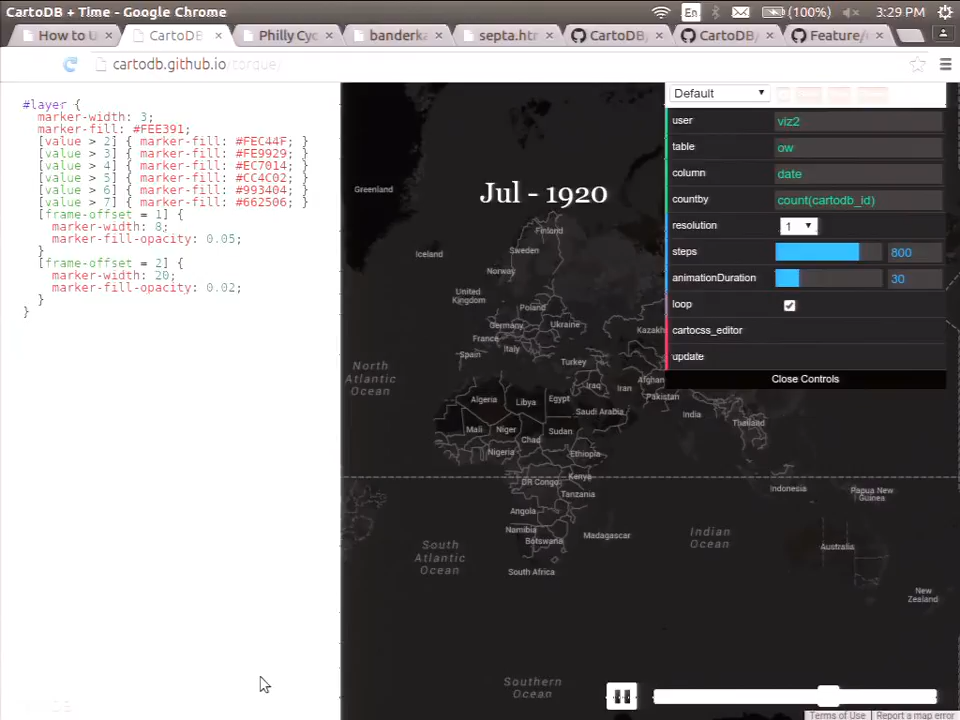 CartoDB + Time - Google Chrome
En
(100%)
3:29 PM
How to U
CartoDB
Philly Cyc
banderka
septa.htm
CartoDB/
CartoDB/
Feature/
cartodb.github.io/torque/
#layer {
marker-width: 3;
marker-fill: #FEE391;
[value > 2] { marker-fill: #FEC44F; }
[value > 3] { marker-fill: #FE9929; }
[value > 4] { marker-fill: #EC7014; }
[value > 5] { marker-fill: #CC4C02; }
[value > 6] { marker-fill: #993404; }
[value > 7] { marker-fill: #662506; }
[frame-offset = 1] {
marker-width: 8;
marker-fill-opacity: 0.05;
}
[frame-offset = 2] {
marker-width: 20;
marker-fill-opacity: 0.02;
}
}
Default
user viz2
table ow
column date
countby count(cartodb_id)
resolution 1
steps 800
animationDuration 30
loop
cartocss_editor
update
Close Controls
Jul - 1920
Greenland
Iceland
Finland
Sweden
Norway
United
Kingdom
Poland
Germany
Ukraine
France
Kazakh
Italy
Spain
Turkey
North
Atlantic
Ocean
Iraq
Iran
Afghan
Pakistan
Algeria
Libya
Egypt
Saudi Arabia
India
Thailand
Mali
Niger
Chad
Sudan
Nigeria
Ethiopia
DR Congo
Kenya
Tanzania
Indonesia
Papua New
Guinea
Angola
Namibia
Botswana
Madagascar
Indian
Ocean
Australia
South
Atlantic
Ocean
South Africa
New
Zealand
Southern
Ocean
Terms of Use
Report a map error